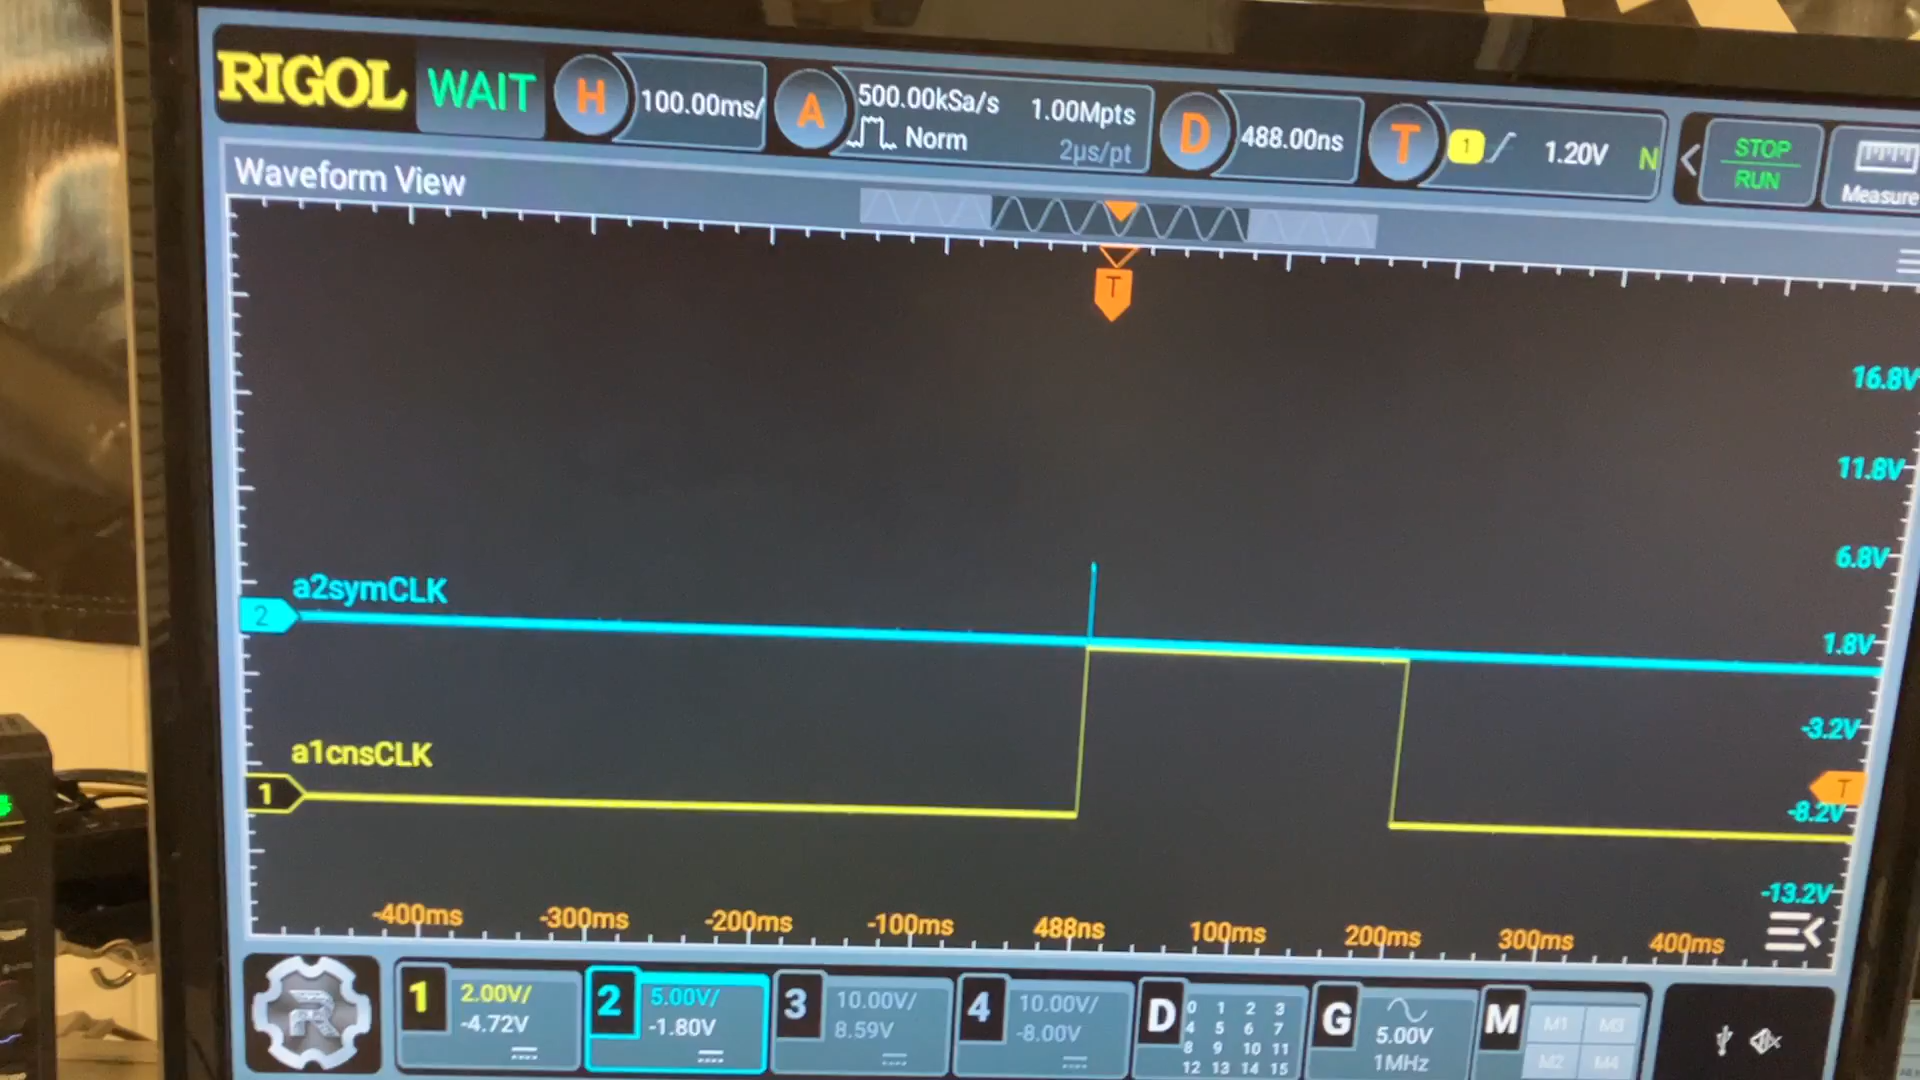 RIGOL WAIT H 100.00ms/ A 500.00kSa/s 1.00Mpts D 488.00ns T 1 1.20V N STOP
Norm 2µs/pt RUN Measure
Waveform View
T
16.8V
11.8V
6.8V
a2symCLK
2
1.8V
-3.2V
a1cnsCLK
1
T
-8.2V
-13.2V
-400ms -300ms -200ms -100ms 488ns 100ms 200ms 300ms 400ms
1 2.00V/ 2 5.00V/ 3 10.00V/ 4 10.00V/ D 0 1 2 3 G M M1 M3
-4.72V -1.80V 8.59V -8.00V 4 5 6 7 5.00V
8 9 10 11 1MHz M2 M4
12 13 14 15